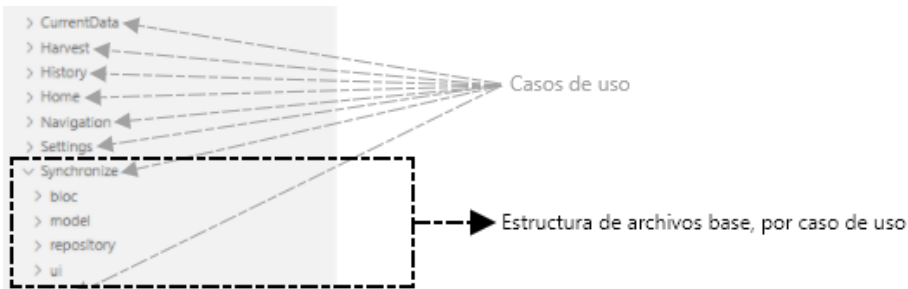 > CurrentData
> Harvest
> History
> Home
Casos de uso
> Navigation
> Settings
Synchronize
> bloc
> model
Estructura de archivos base, por caso de uso
> repository
> ui